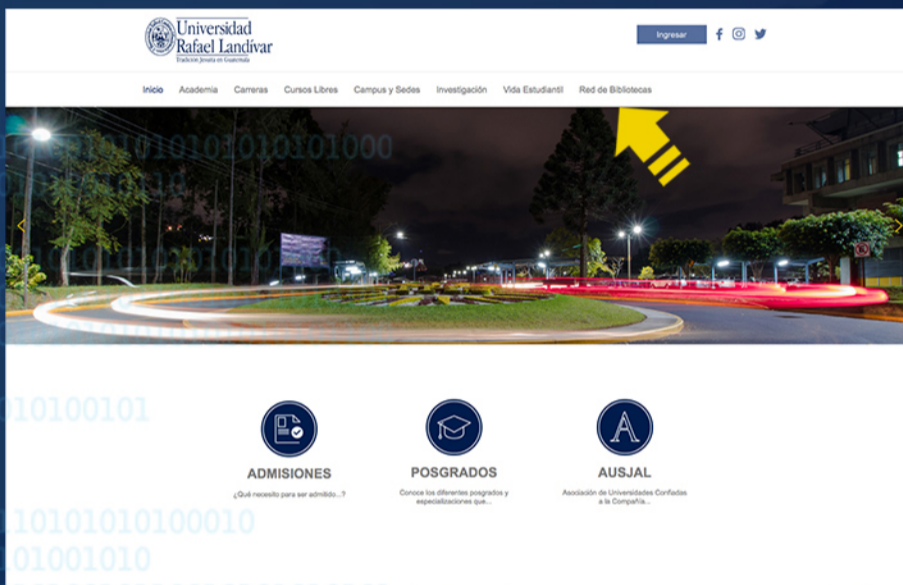 Universidad
Rafael Landívar
Tradición Jesuita en Guatemala
Ingresar
Inicio Academia Carreras Cursos Libres Campus y Sedes Investigación Vida Estudiantil Red de Bibliotecas
ADMISIONES
¿Qué necesito para ser admitido...?
POSGRADOS
Conoce los diferentes posgrados y
especializaciones que...
AUSJAL
Asociación de Universidades Confiadas
a la Compañía...
010100101
110101010100010
01001010